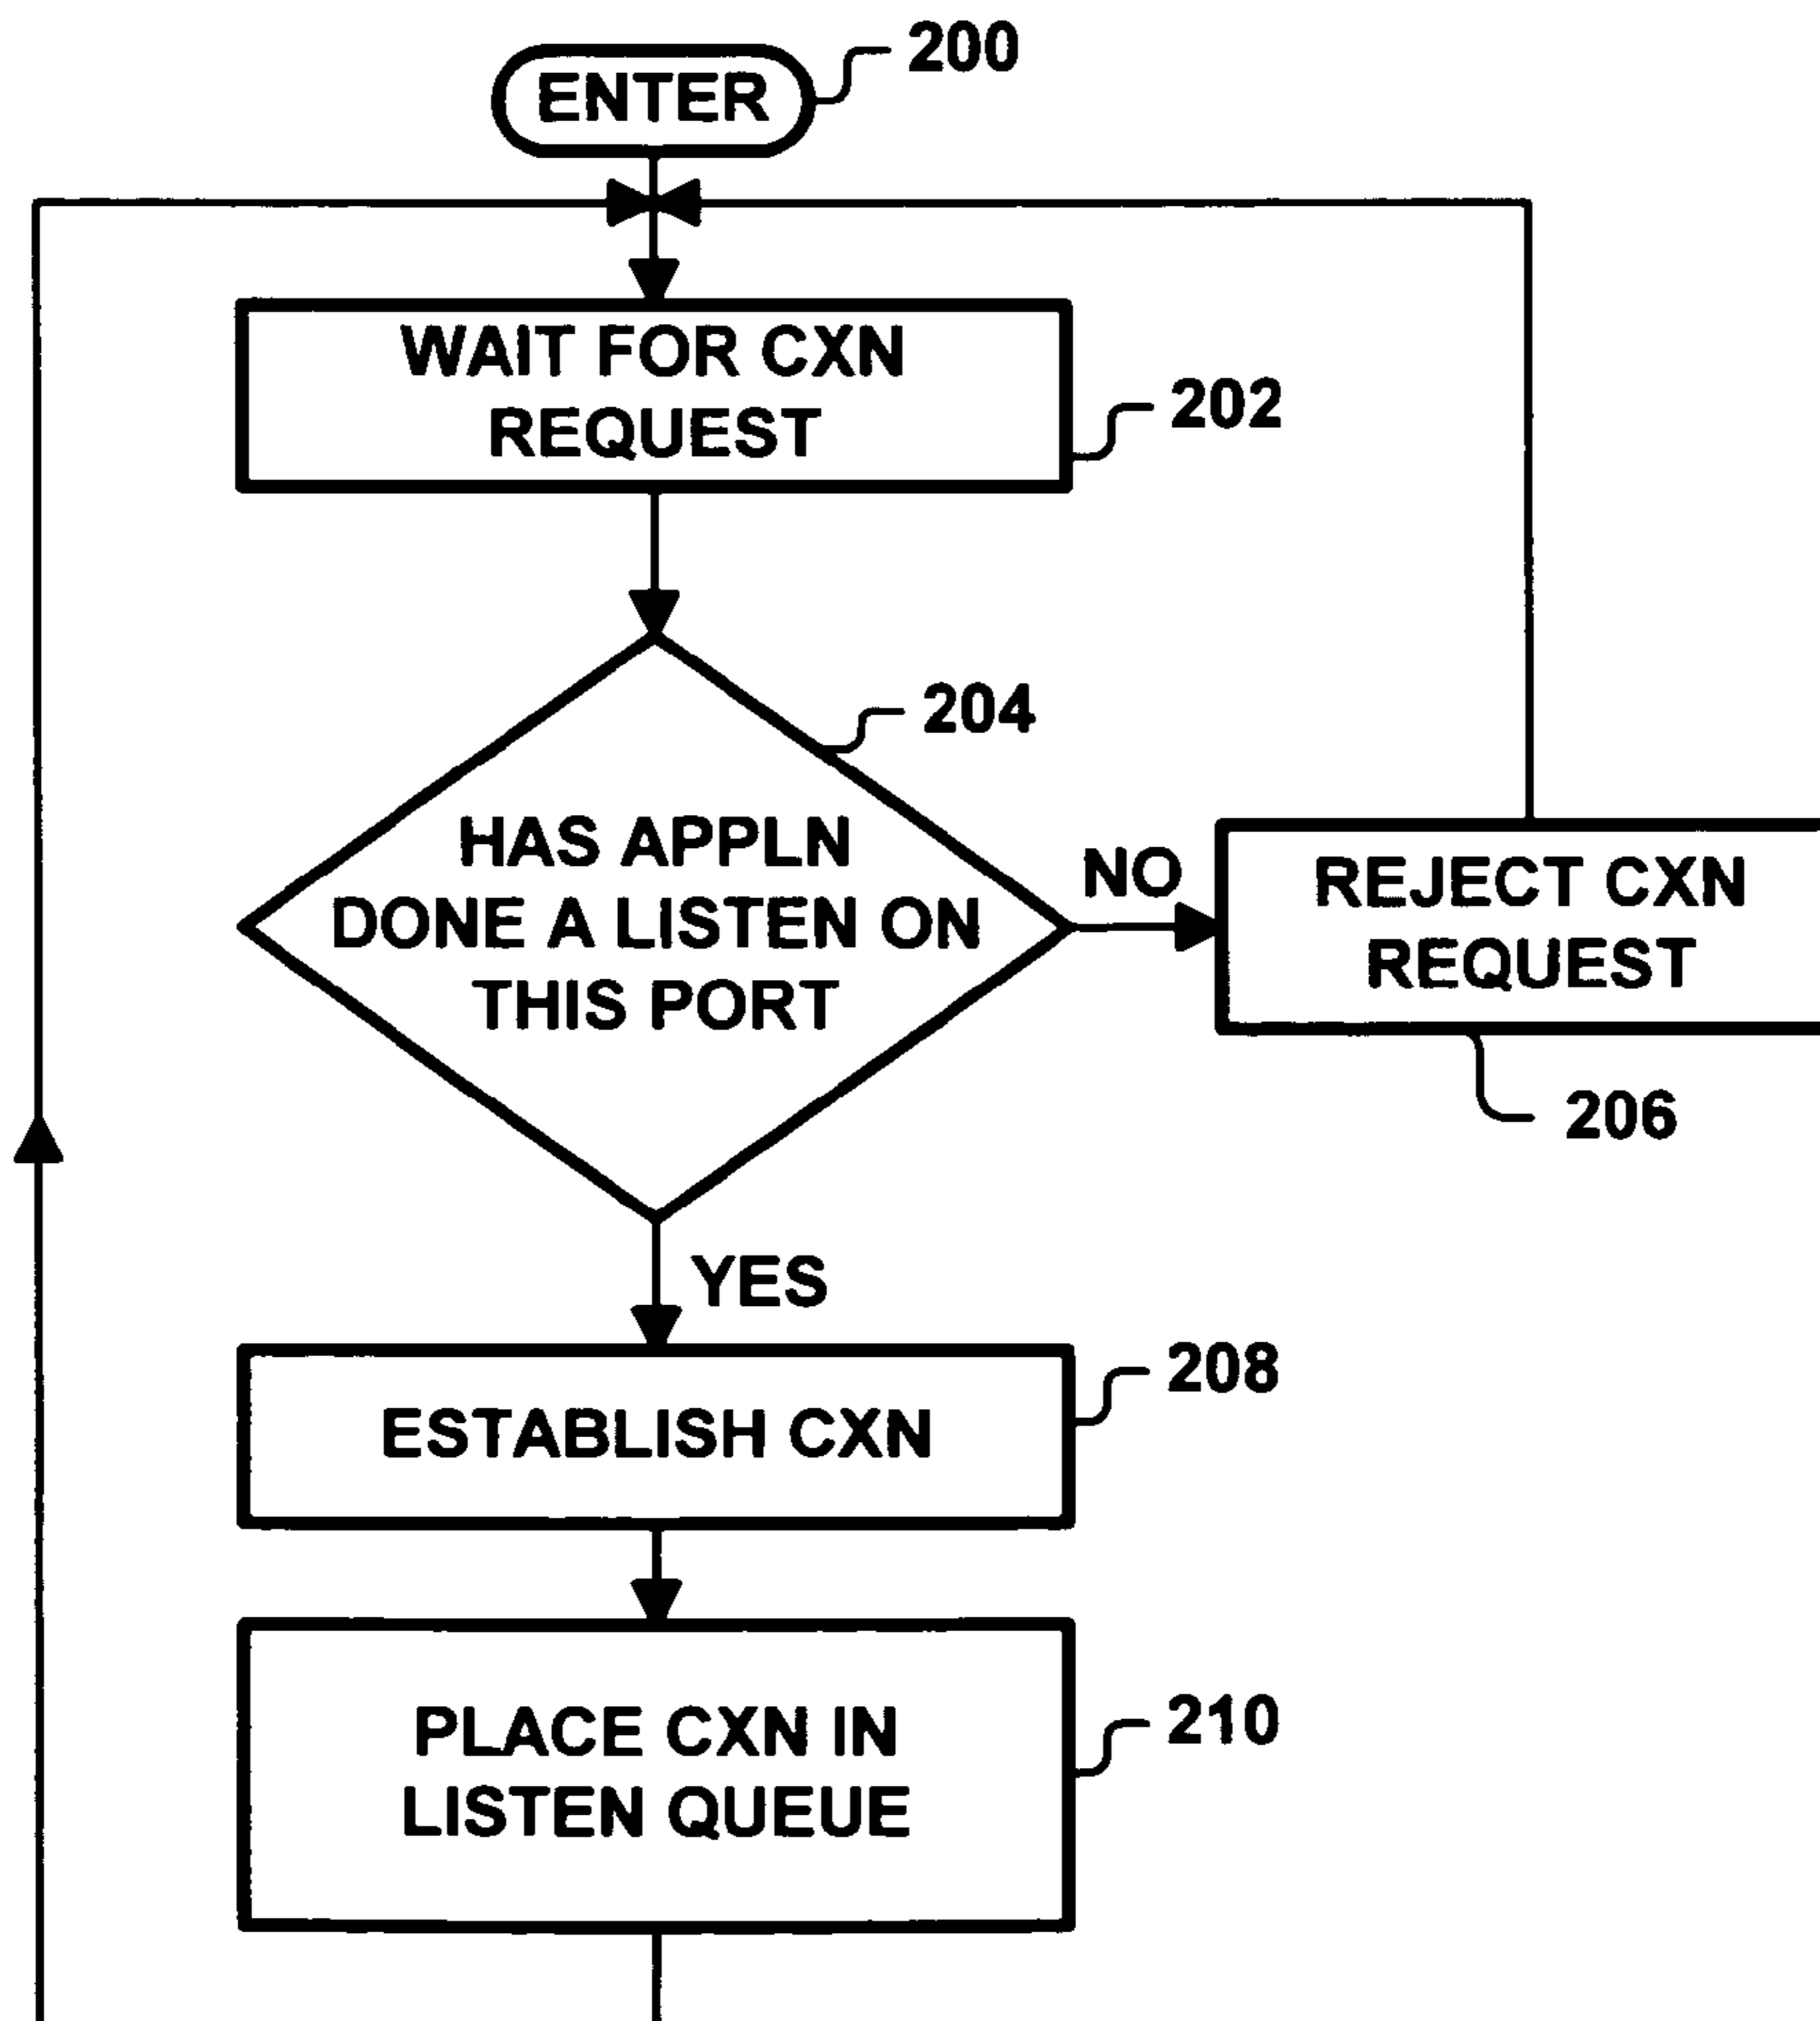 200
ENTER
WAIT FOR CXN
REQUEST
202
204
HAS APPLN
DONE A LISTEN ON
THIS PORT
NO
REJECT CXN
REQUEST
206
YES
208
ESTABLISH CXN
210
PLACE CXN IN
LISTEN QUEUE